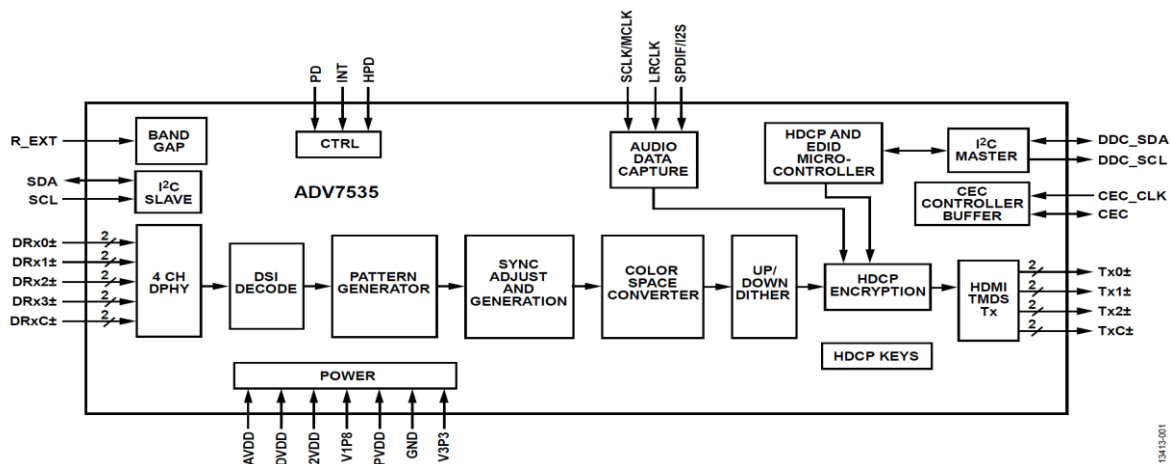 PD
INT
HPD
SCLK/MCLK
LRCLK
SPDIF/I2S
R_EXT
BAND
GAP
CTRL
AUDIO
DATA
CAPTURE
HDCP AND
EDID
MICRO-
CONTROLLER
I²C
MASTER
DDC_SDA
DDC_SCL
SDA
SCL
I²C
SLAVE
ADV7535
CEC
CONTROLLER
BUFFER
CEC_CLK
CEC
DRx0± 2
DRx1± 2
DRx2± 2
DRx3± 2
DRxC± 2
4 CH
DPHY
DSI
DECODE
PATTERN
GENERATOR
SYNC
ADJUST
AND
GENERATION
COLOR
SPACE
CONVERTER
UP/
DOWN
DITHER
HDCP
ENCRYPTION
HDMI
TMDS
Tx
2 Tx0±
2 Tx1±
2 Tx2±
2 TxC±
HDCP KEYS
POWER
AVDD
DVDD
2VDD
V1P8
PVDD
GND
V3P3
13413-001